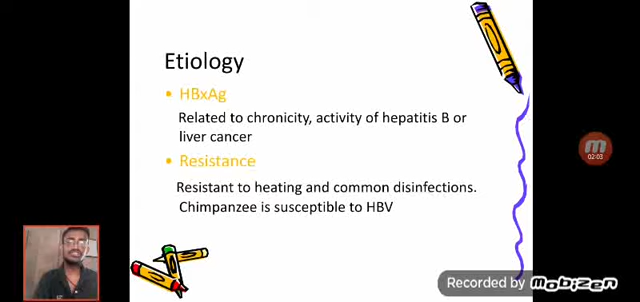 Etiology
• HBxAg
Related to chronicity, activity of hepatitis B or
liver cancer
• Resistance
Resistant to heating and common disinfections.
Chimpanzee is susceptible to HBV
02:03
Recorded by mobizen